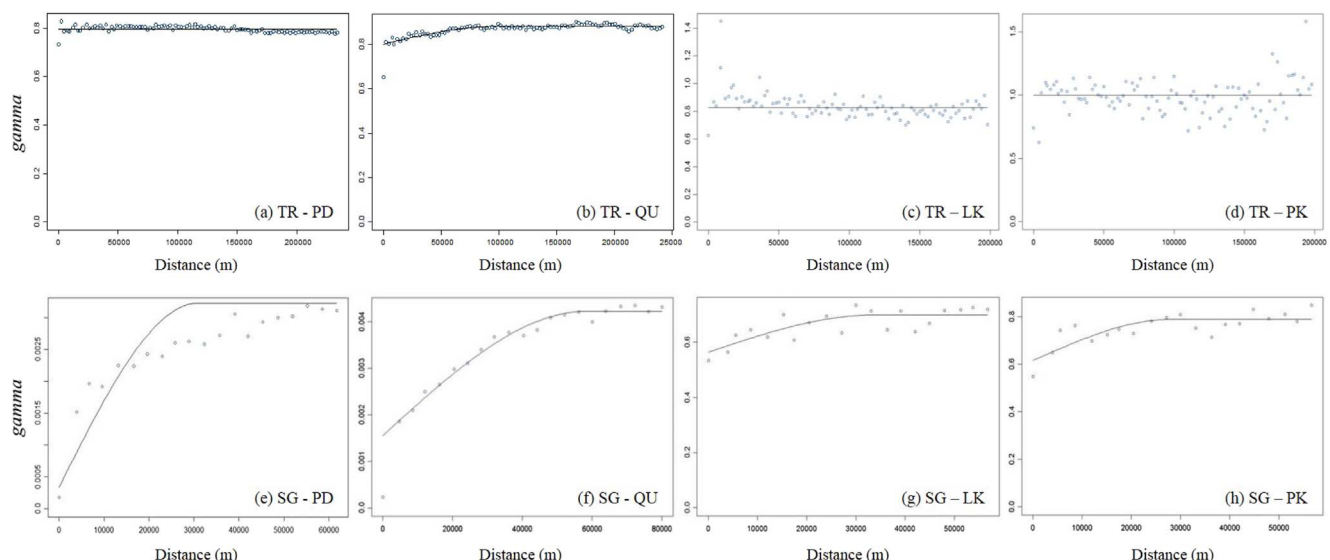 gamma
0.0 0.2 0.4 0.6 0.8
(a) TR - PD
0 50000 100000 150000 200000
Distance (m)
0.0 0.2 0.4 0.6 0.8
(b) TR - QU
0 50000 100000 150000 200000 250000
Distance (m)
0.0 0.2 0.4 0.6 0.8 1.0 1.2 1.4
(c) TR – LK
0 50000 100000 150000 200000
Distance (m)
0.0 0.5 1.0 1.5
(d) TR – PK
0 50000 100000 150000 200000
Distance (m)
gamma
0.0005 0.0015 0.0025
(e) SG - PD
0 10000 20000 30000 40000 50000 60000
Distance (m)
0.000 0.001 0.002 0.003 0.004
(f) SG - QU
0 20000 40000 60000 80000
Distance (m)
0.0 0.2 0.4 0.6
(g) SG – LK
0 10000 20000 30000 40000 50000
Distance (m)
0.0 0.2 0.4 0.6 0.8
(h) SG – PK
0 10000 20000 30000 40000 50000
Distance (m)